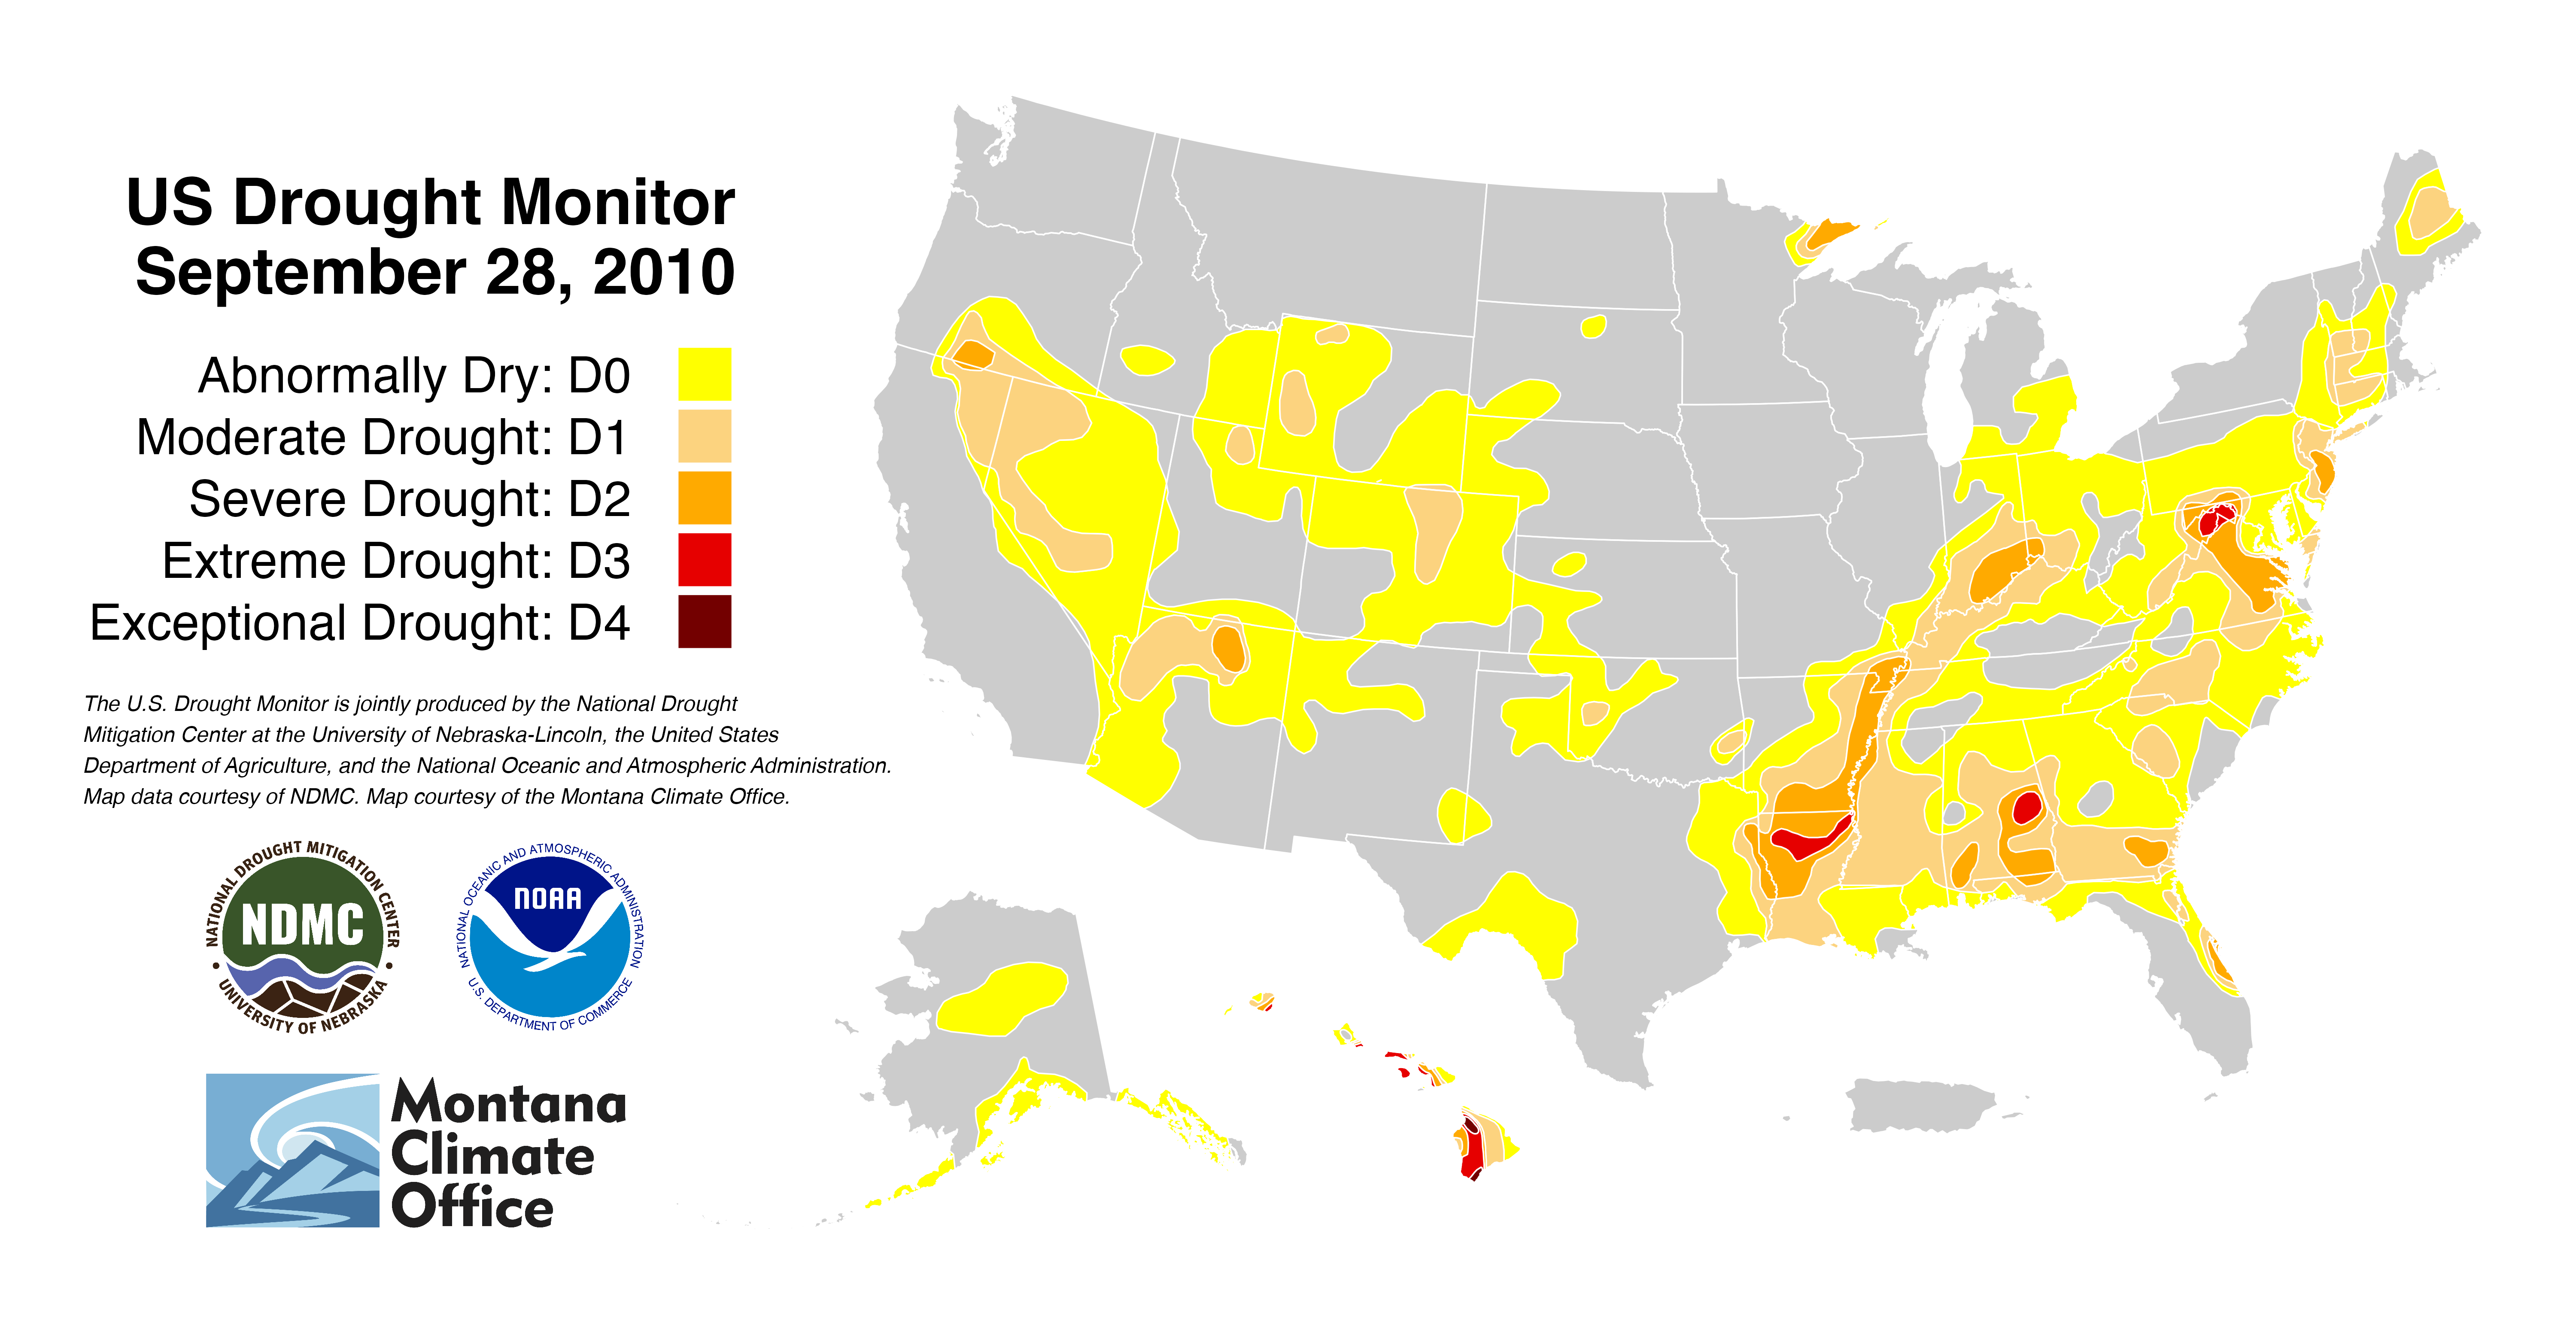 US Drought Monitor
September 28, 2010
Abnormally Dry: D0
Moderate Drought: D1
Severe Drought: D2
Extreme Drought: D3
Exceptional Drought: D4
The U.S. Drought Monitor is jointly produced by the National Drought
Mitigation Center at the University of Nebraska-Lincoln, the United States
Department of Agriculture, and the National Oceanic and Atmospheric Administration.
Map data courtesy of NDMC. Map courtesy of the Montana Climate Office.
NATIONAL DROUGHT MITIGATION CENTER
NDMC
UNIVERSITY OF NEBRASKA
NATIONAL OCEANIC AND ATMOSPHERIC ADMINISTRATION
NOAA
U.S. DEPARTMENT OF COMMERCE
Montana
Climate
Office